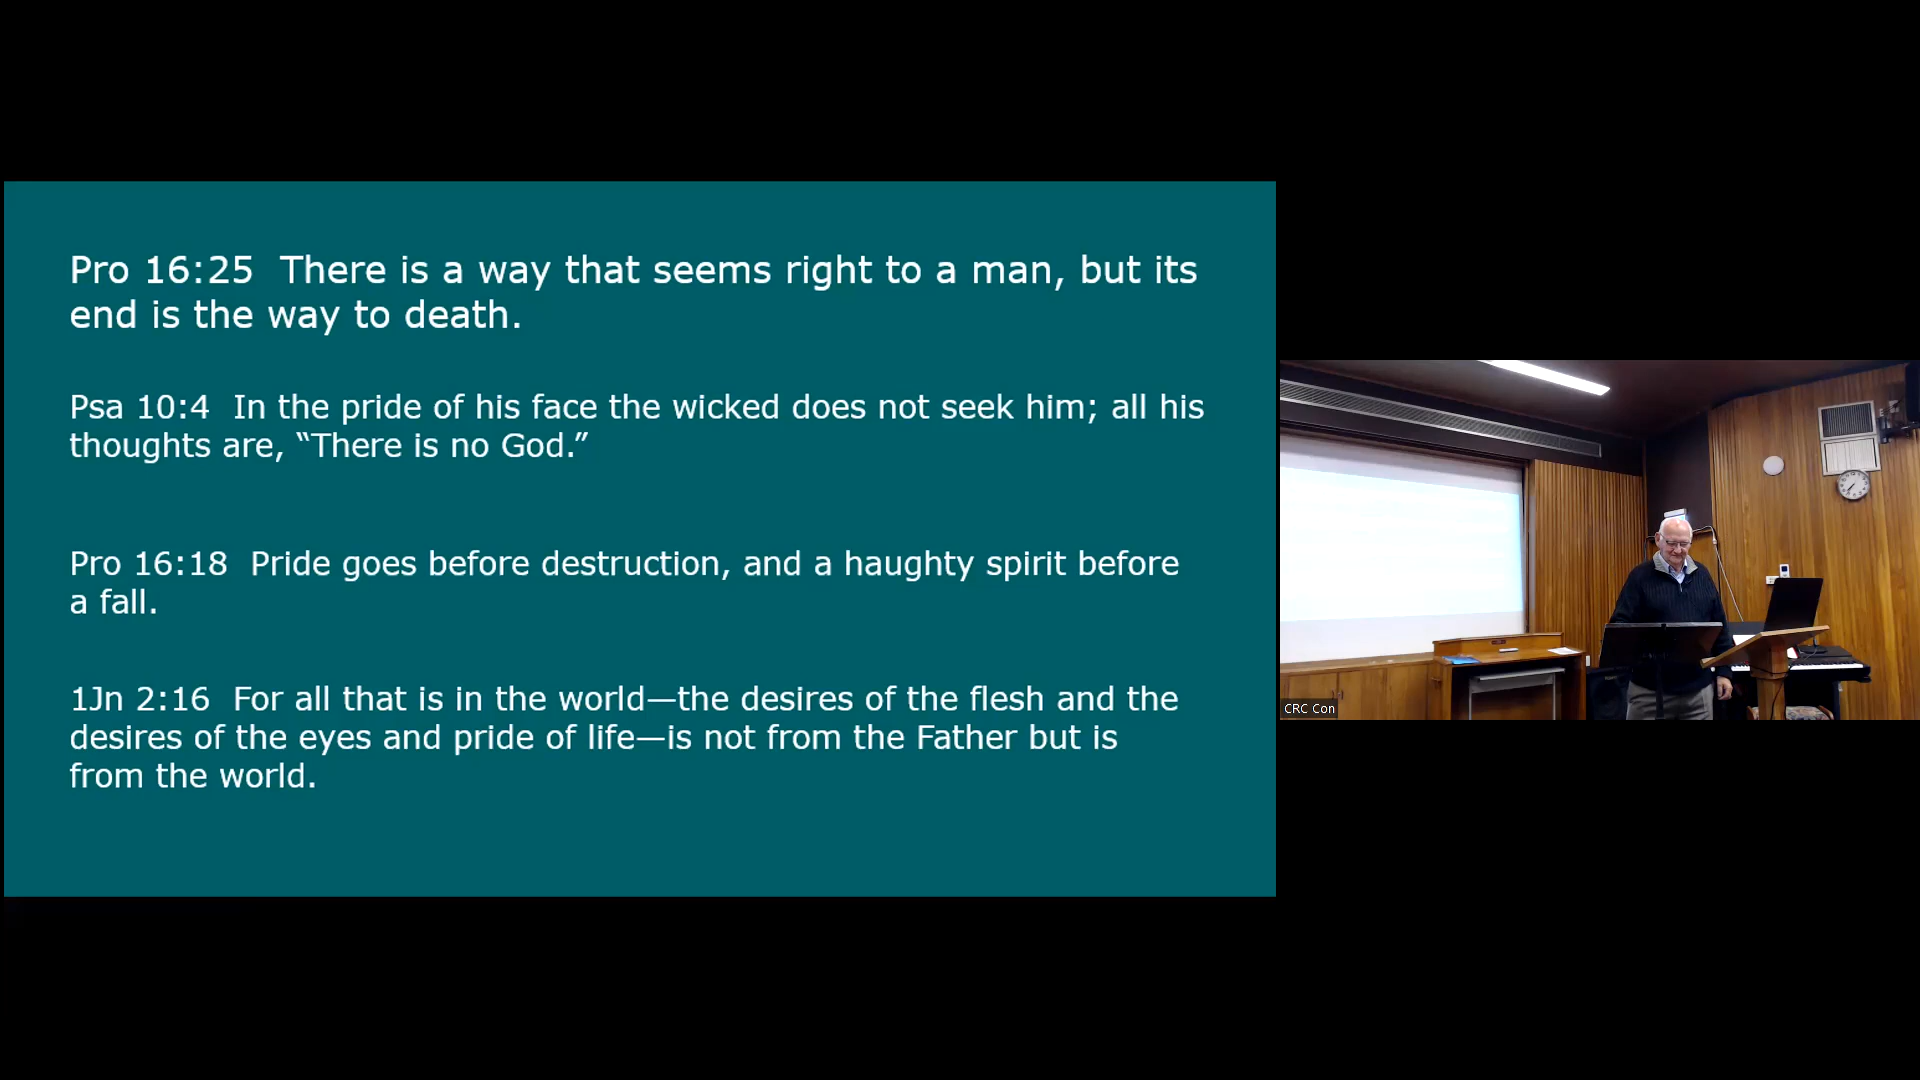 Pro 16:25  There is a way that seems right to a man, but its
end is the way to death.
Psa 10:4  In the pride of his face the wicked does not seek him; all his
thoughts are, “There is no God.”
Pro 16:18  Pride goes before destruction, and a haughty spirit before
a fall.
1Jn 2:16  For all that is in the world—the desires of the flesh and the
desires of the eyes and pride of life—is not from the Father but is
from the world.
CRC Con